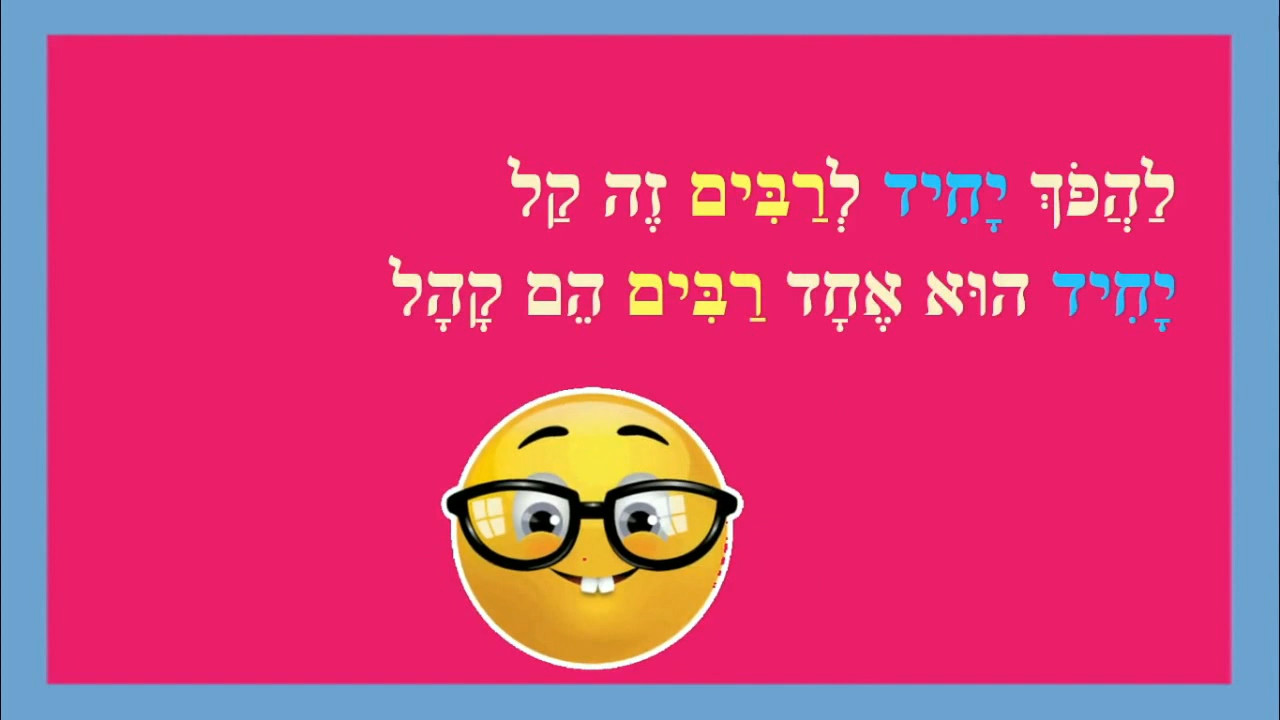 לַהֲפֹךְ יָחִיד לְרַבִּים זֶה קַל
יָחִיד הוּא אֶחָד רַבִּים הֵם קָהָל